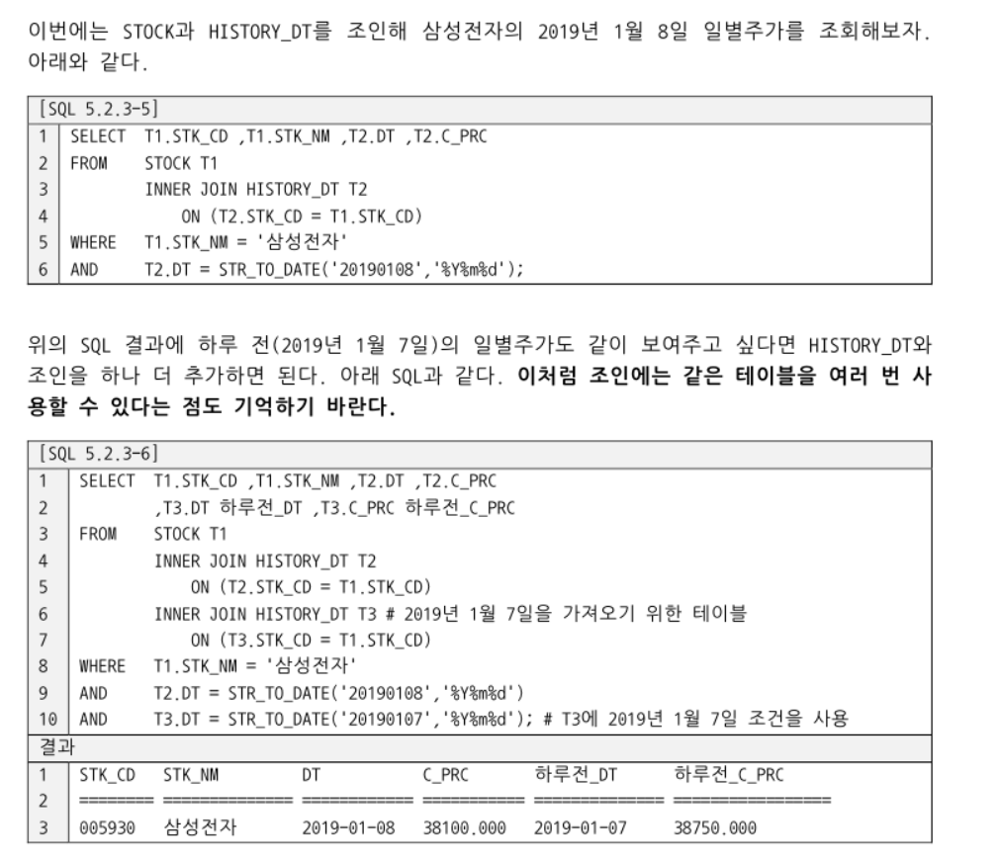 이번에는 STOCK과 HISTORY_DT를 조인해 삼성전자의 2019년 1월 8일 일별주가를 조회해보자.
아래와 같다.
[SQL 5.2.3-5]
1 SELECT T1.STK_CD ,T1.STK_NM ,T2.DT ,T2.C_PRC
2 FROM STOCK T1
3 INNER JOIN HISTORY_DT T2
4 ON (T2.STK_CD = T1.STK_CD)
5 WHERE T1.STK_NM = '삼성전자'
6 AND T2.DT = STR_TO_DATE('20190108','%Y%m%d');
위의 SQL 결과에 하루 전(2019년 1월 7일)의 일별주가도 같이 보여주고 싶다면 HISTORY_DT와
조인을 하나 더 추가하면 된다. 아래 SQL과 같다. 이처럼 조인에는 같은 테이블을 여러 번 사
용할 수 있다는 점도 기억하기 바란다.
[SQL 5.2.3-6]
1 SELECT T1.STK_CD ,T1.STK_NM ,T2.DT ,T2.C_PRC
2 ,T3.DT 하루전_DT ,T3.C_PRC 하루전_C_PRC
3 FROM STOCK T1
4 INNER JOIN HISTORY_DT T2
5 ON (T2.STK_CD = T1.STK_CD)
6 INNER JOIN HISTORY_DT T3 # 2019년 1월 7일을 가져오기 위한 테이블
7 ON (T3.STK_CD = T1.STK_CD)
8 WHERE T1.STK_NM = '삼성전자'
9 AND T2.DT = STR_TO_DATE('20190108','%Y%m%d')
10 AND T3.DT = STR_TO_DATE('20190107','%Y%m%d'); # T3에 2019년 1월 7일 조건을 사용
결과
1 STK_CD STK_NM DT C_PRC 하루전_DT 하루전_C_PRC
2 ======== ============== ============ =========== ============== =================
3 005930 삼성전자 2019-01-08 38100.000 2019-01-07 38750.000